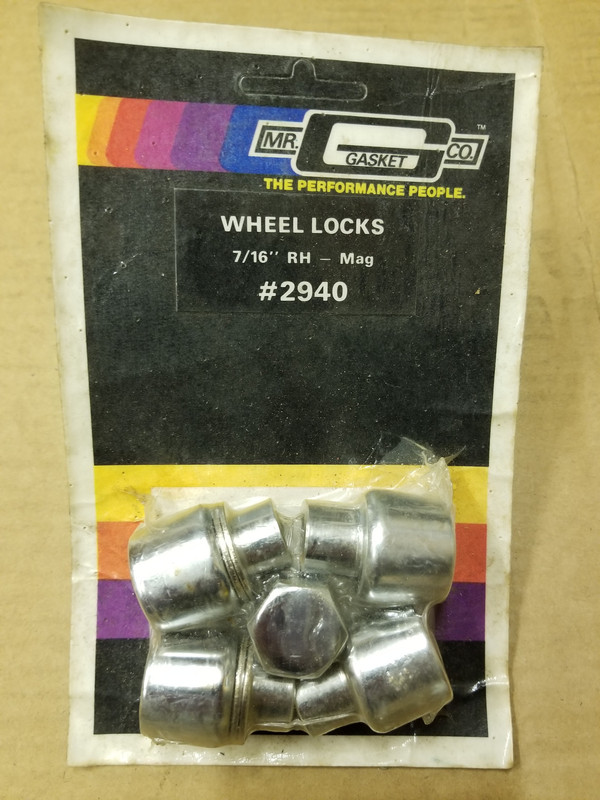 MR. GASKET CO.™
THE PERFORMANCE PEOPLE.
WHEEL LOCKS
7/16″ RH – Mag
#2940